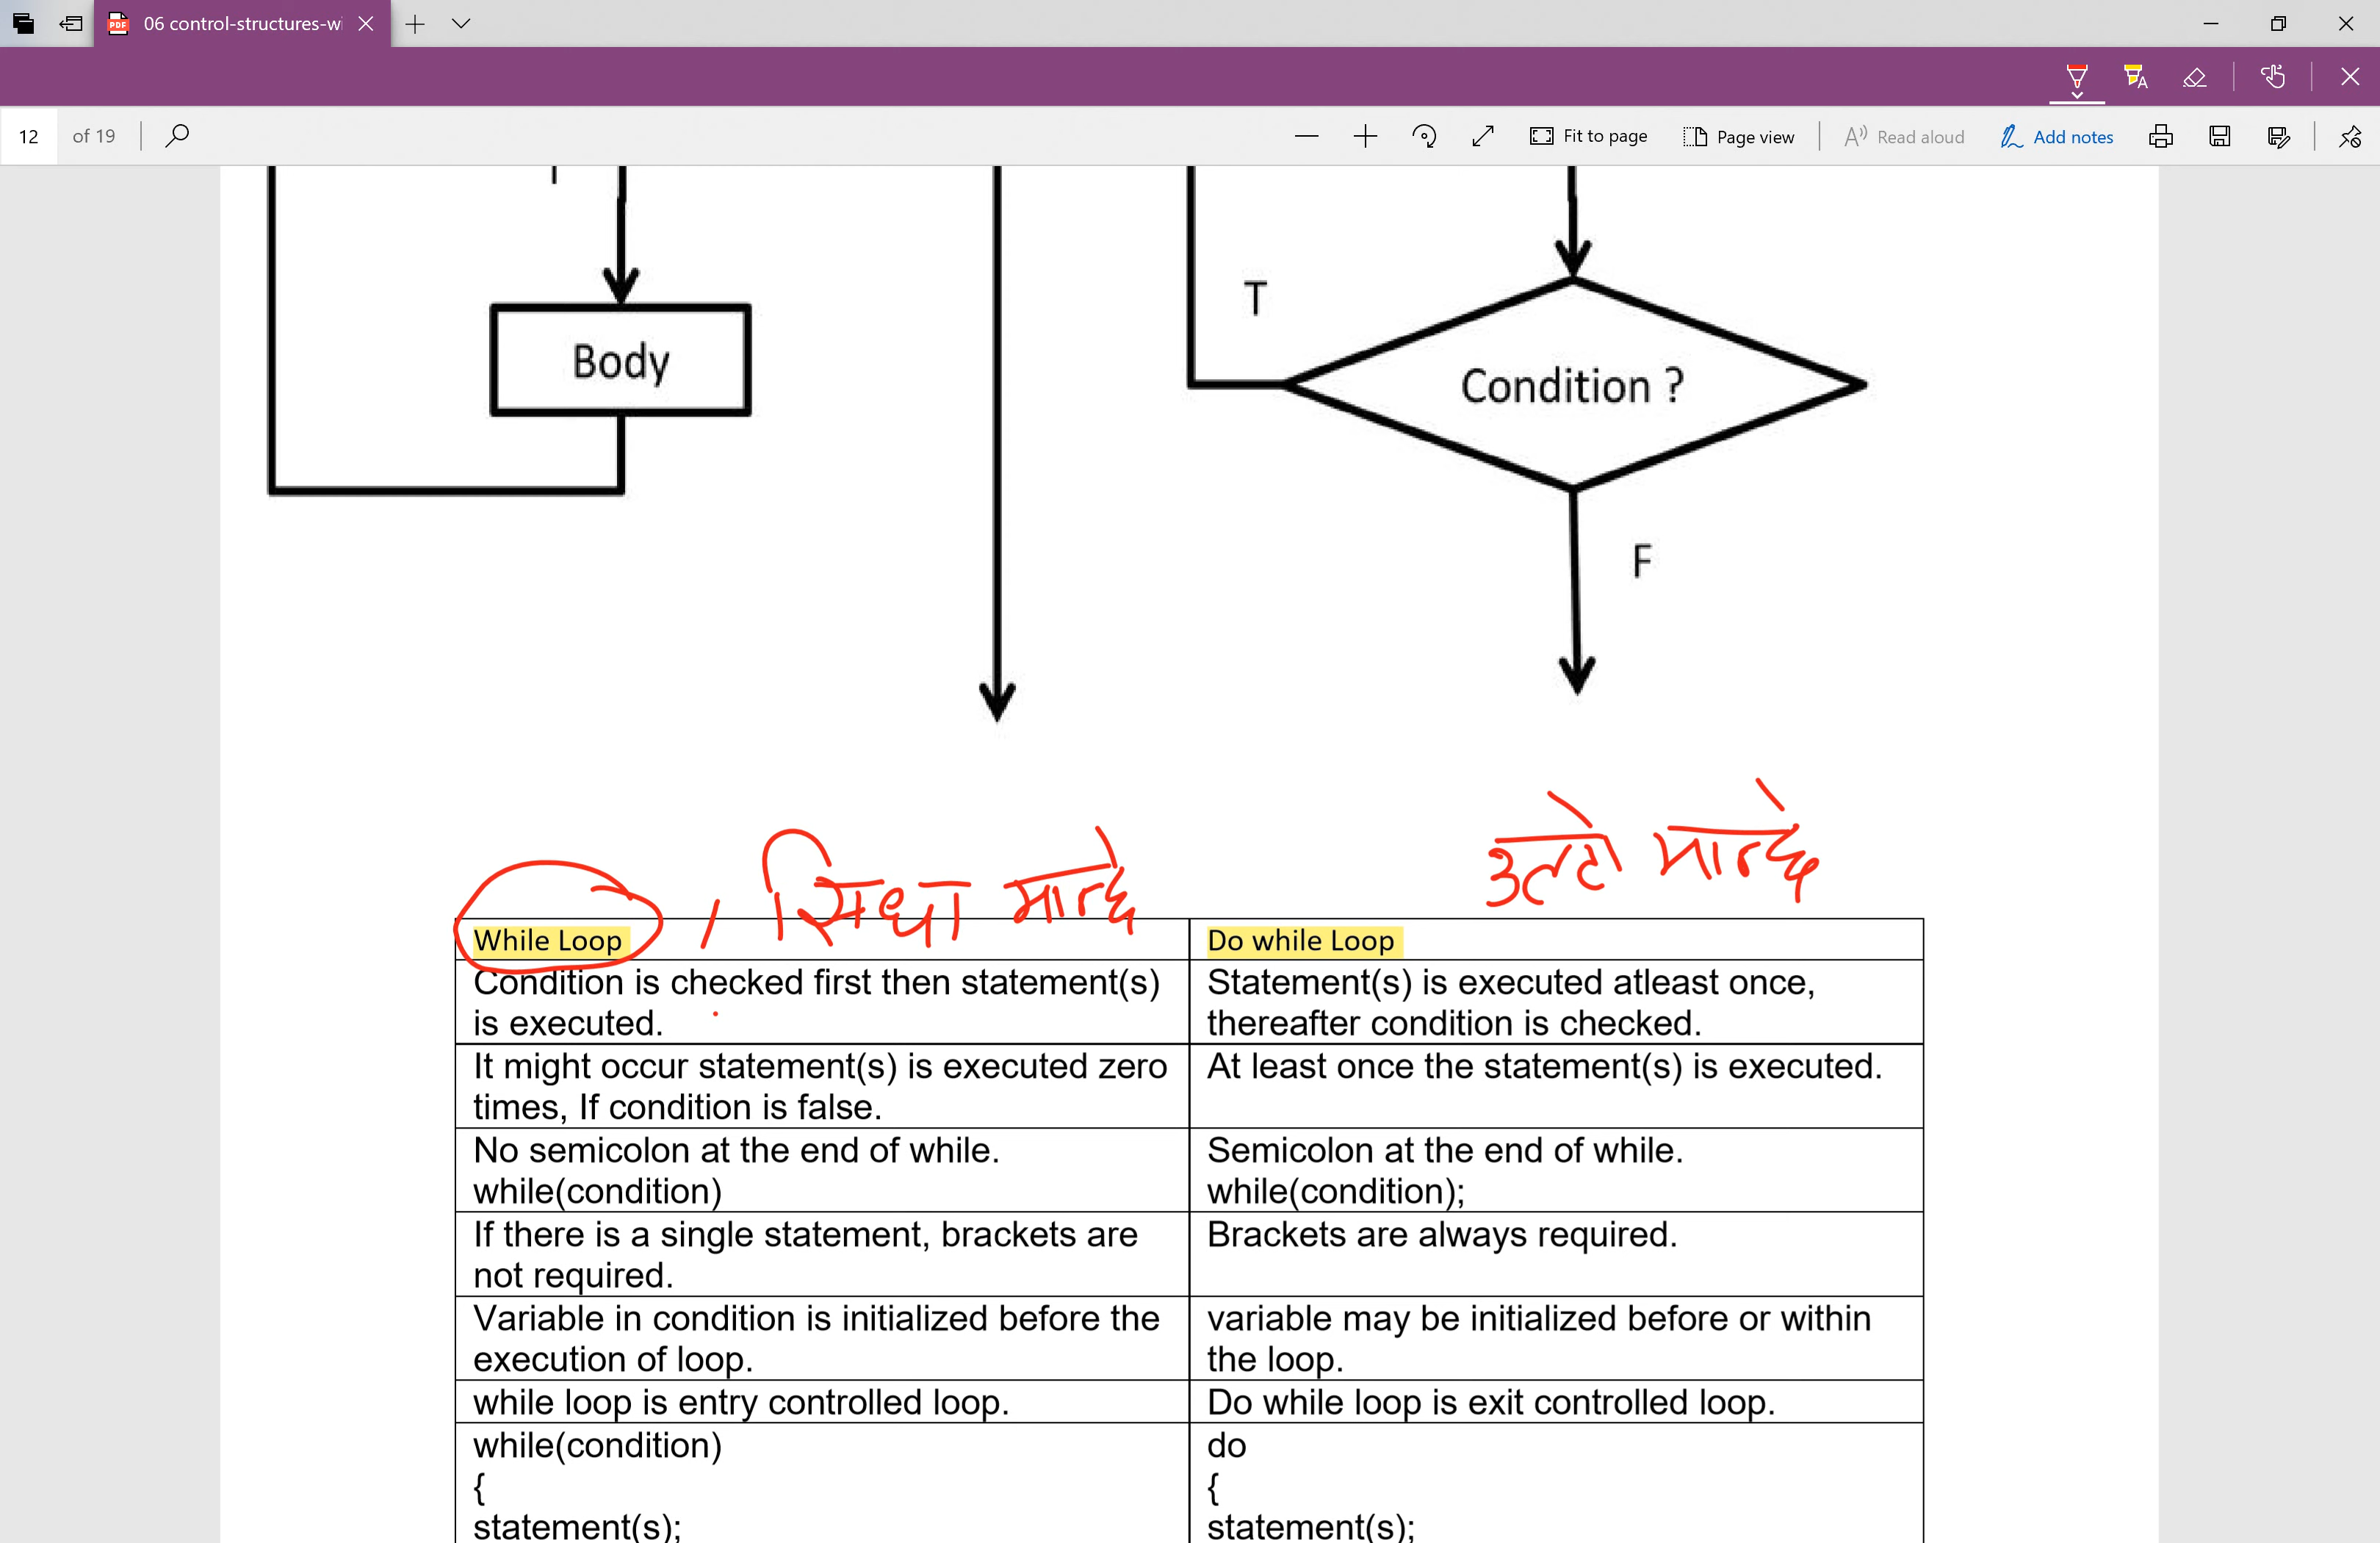 06 control-structures-wi
12 of 19
Fit to page
Page view
Read aloud
Add notes
Body
T
Condition ?
F
While Loop
Do while Loop
Condition is checked first then statement(s) is executed.
Statement(s) is executed atleast once, thereafter condition is checked.
It might occur statement(s) is executed zero times, If condition is false.
At least once the statement(s) is executed.
No semicolon at the end of while.
while(condition)
Semicolon at the end of while.
while(condition);
If there is a single statement, brackets are not required.
Brackets are always required.
Variable in condition is initialized before the execution of loop.
variable may be initialized before or within the loop.
while loop is entry controlled loop.
Do while loop is exit controlled loop.
while(condition)
{
statement(s);
do
{
statement(s);